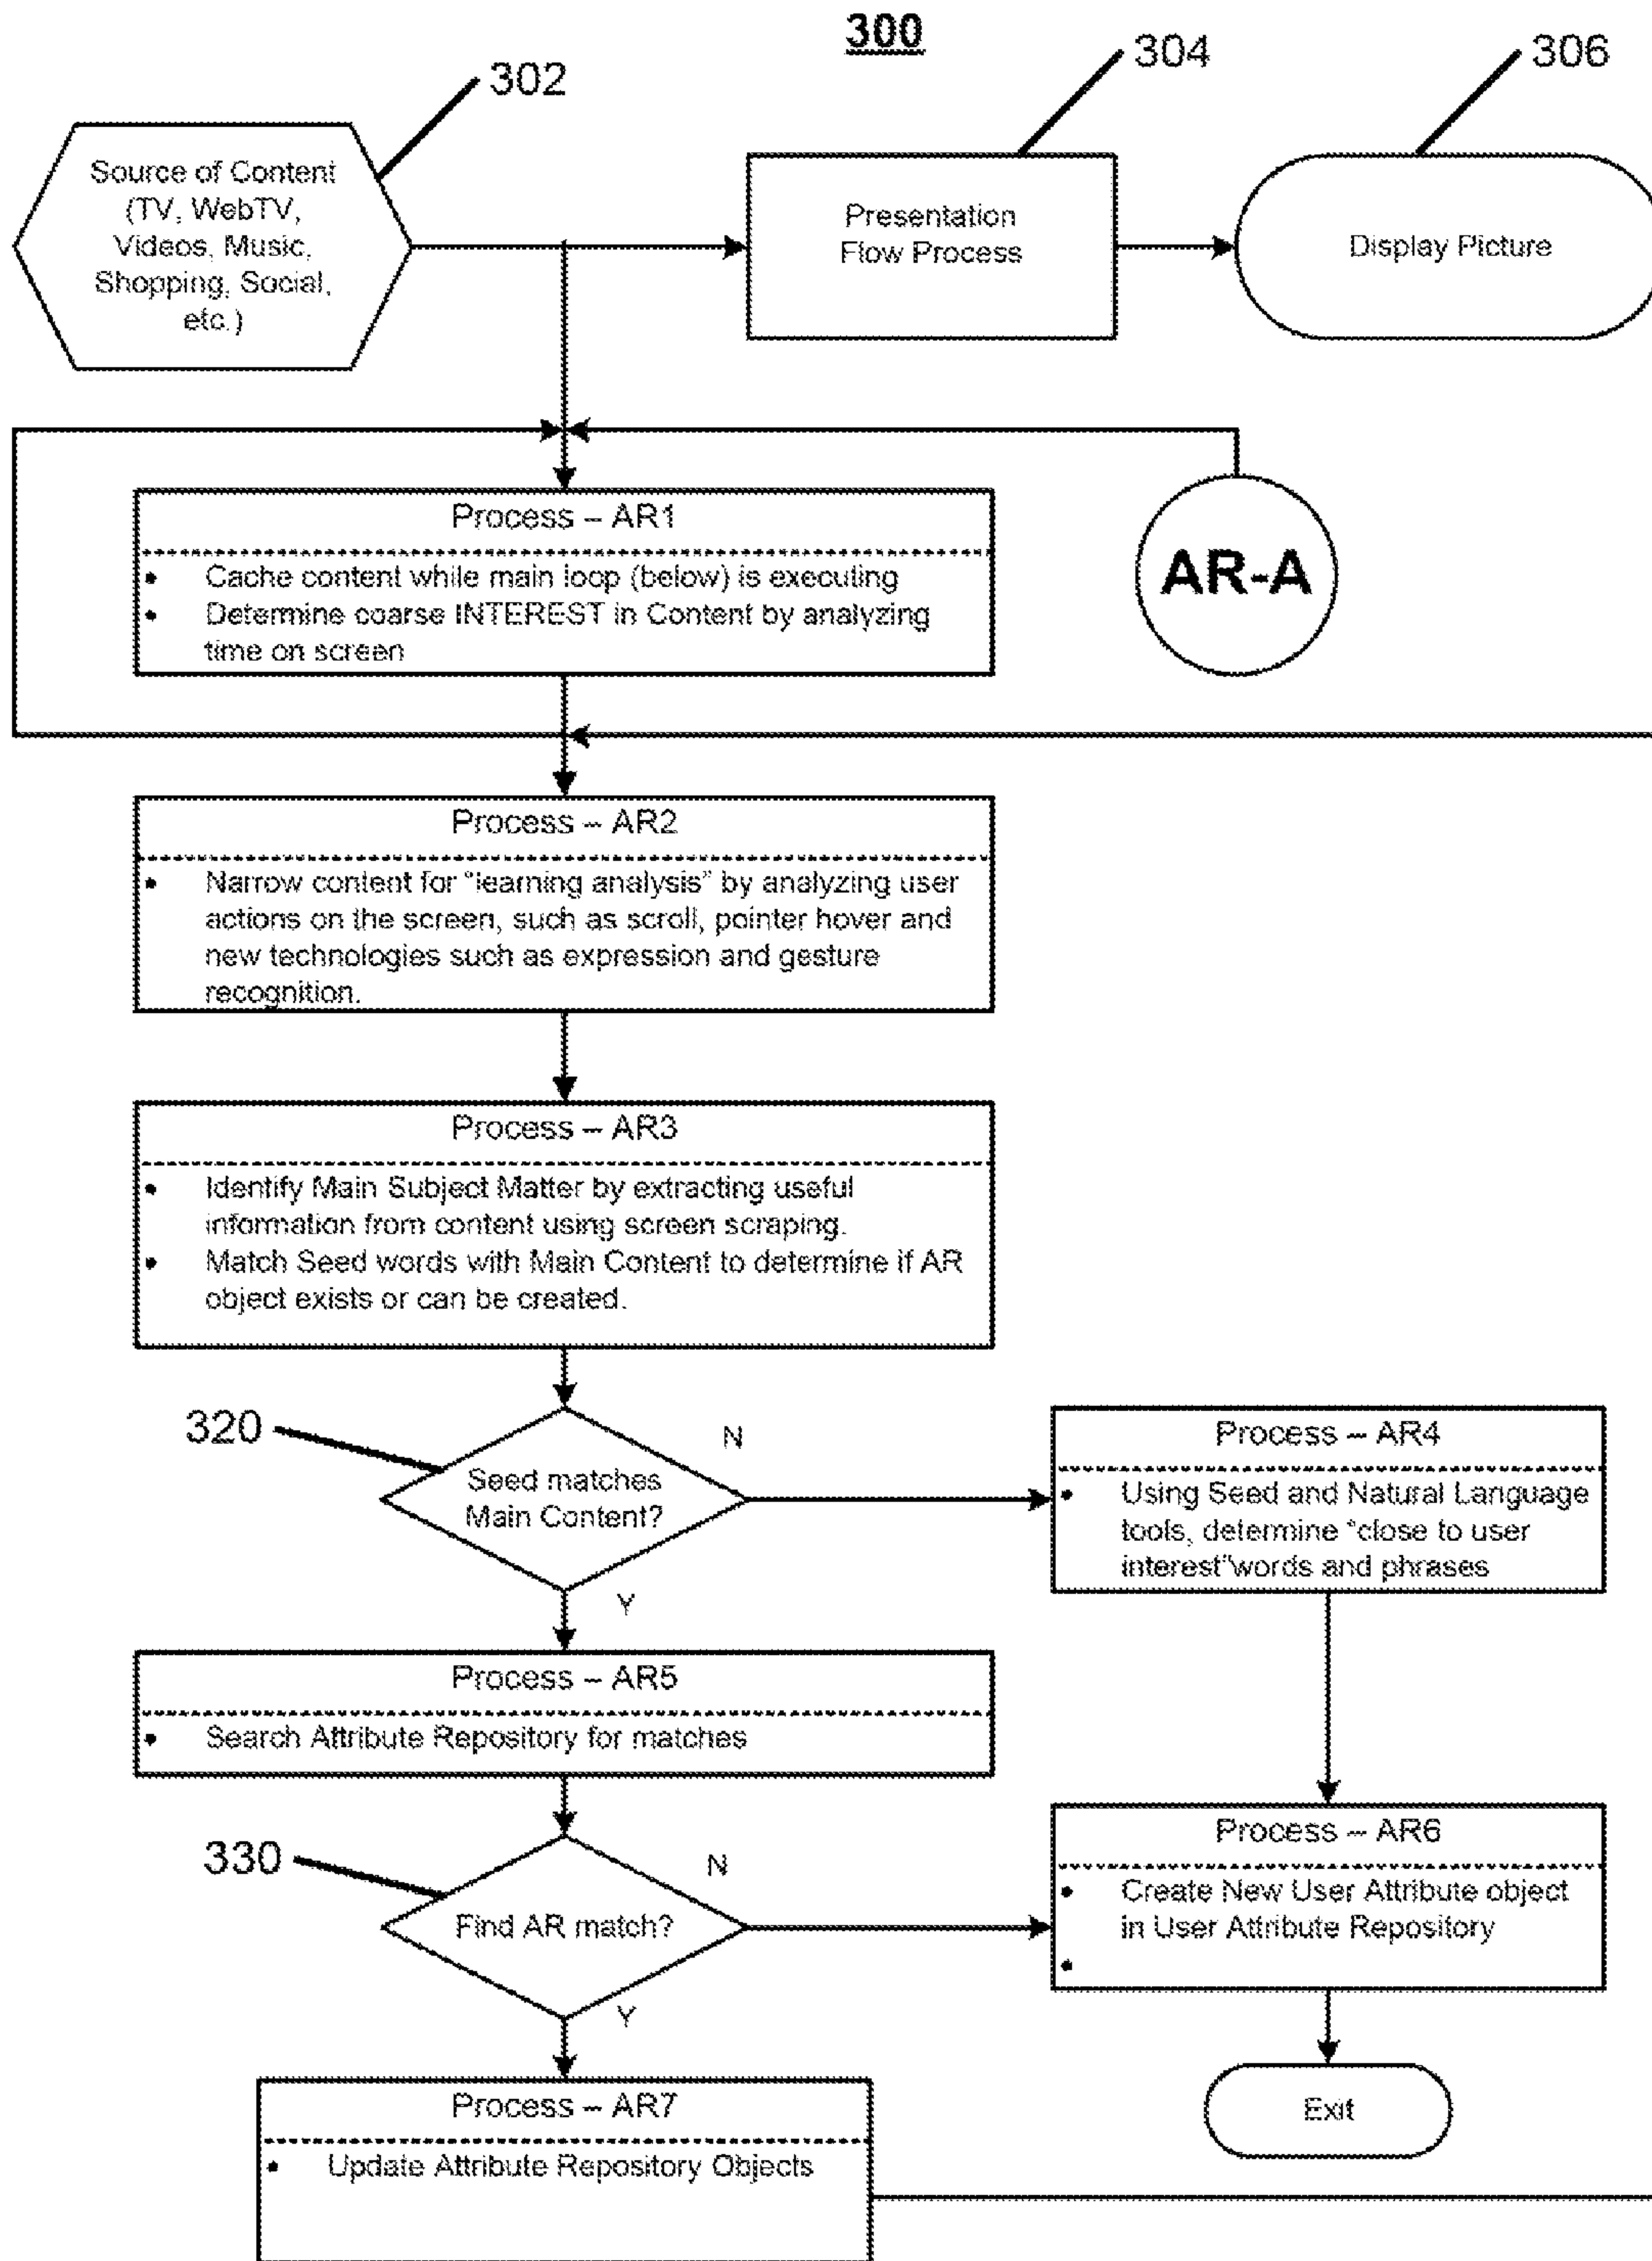 300
302
304
306
Source of Content
(TV, WebTV,
Videos, Music,
Shopping, Social,
etc.)
Presentation
Flow Process
Display Picture
Process – AR1
• Cache content while main loop (below) is executing
• Determine coarse INTEREST in Content by analyzing
time on screen
AR-A
Process – AR2
• Narrow content for “learning analysis” by analyzing user
actions on the screen, such as scroll, pointer hover and
new technologies such as expression and gesture
recognition.
Process – AR3
• Identify Main Subject Matter by extracting useful
information from content using screen scraping.
• Match Seed words with Main Content to determine if AR
object exists or can be created.
320
Seed matches
Main Content?
N
Y
Process – AR4
• Using Seed and Natural Language
tools, determine “close to user
interest”words and phrases
Process – AR5
• Search Attribute Repository for matches
330
Find AR match?
N
Y
Process – AR6
• Create New User Attribute object
in User Attribute Repository
•
Process – AR7
• Update Attribute Repository Objects
Exit